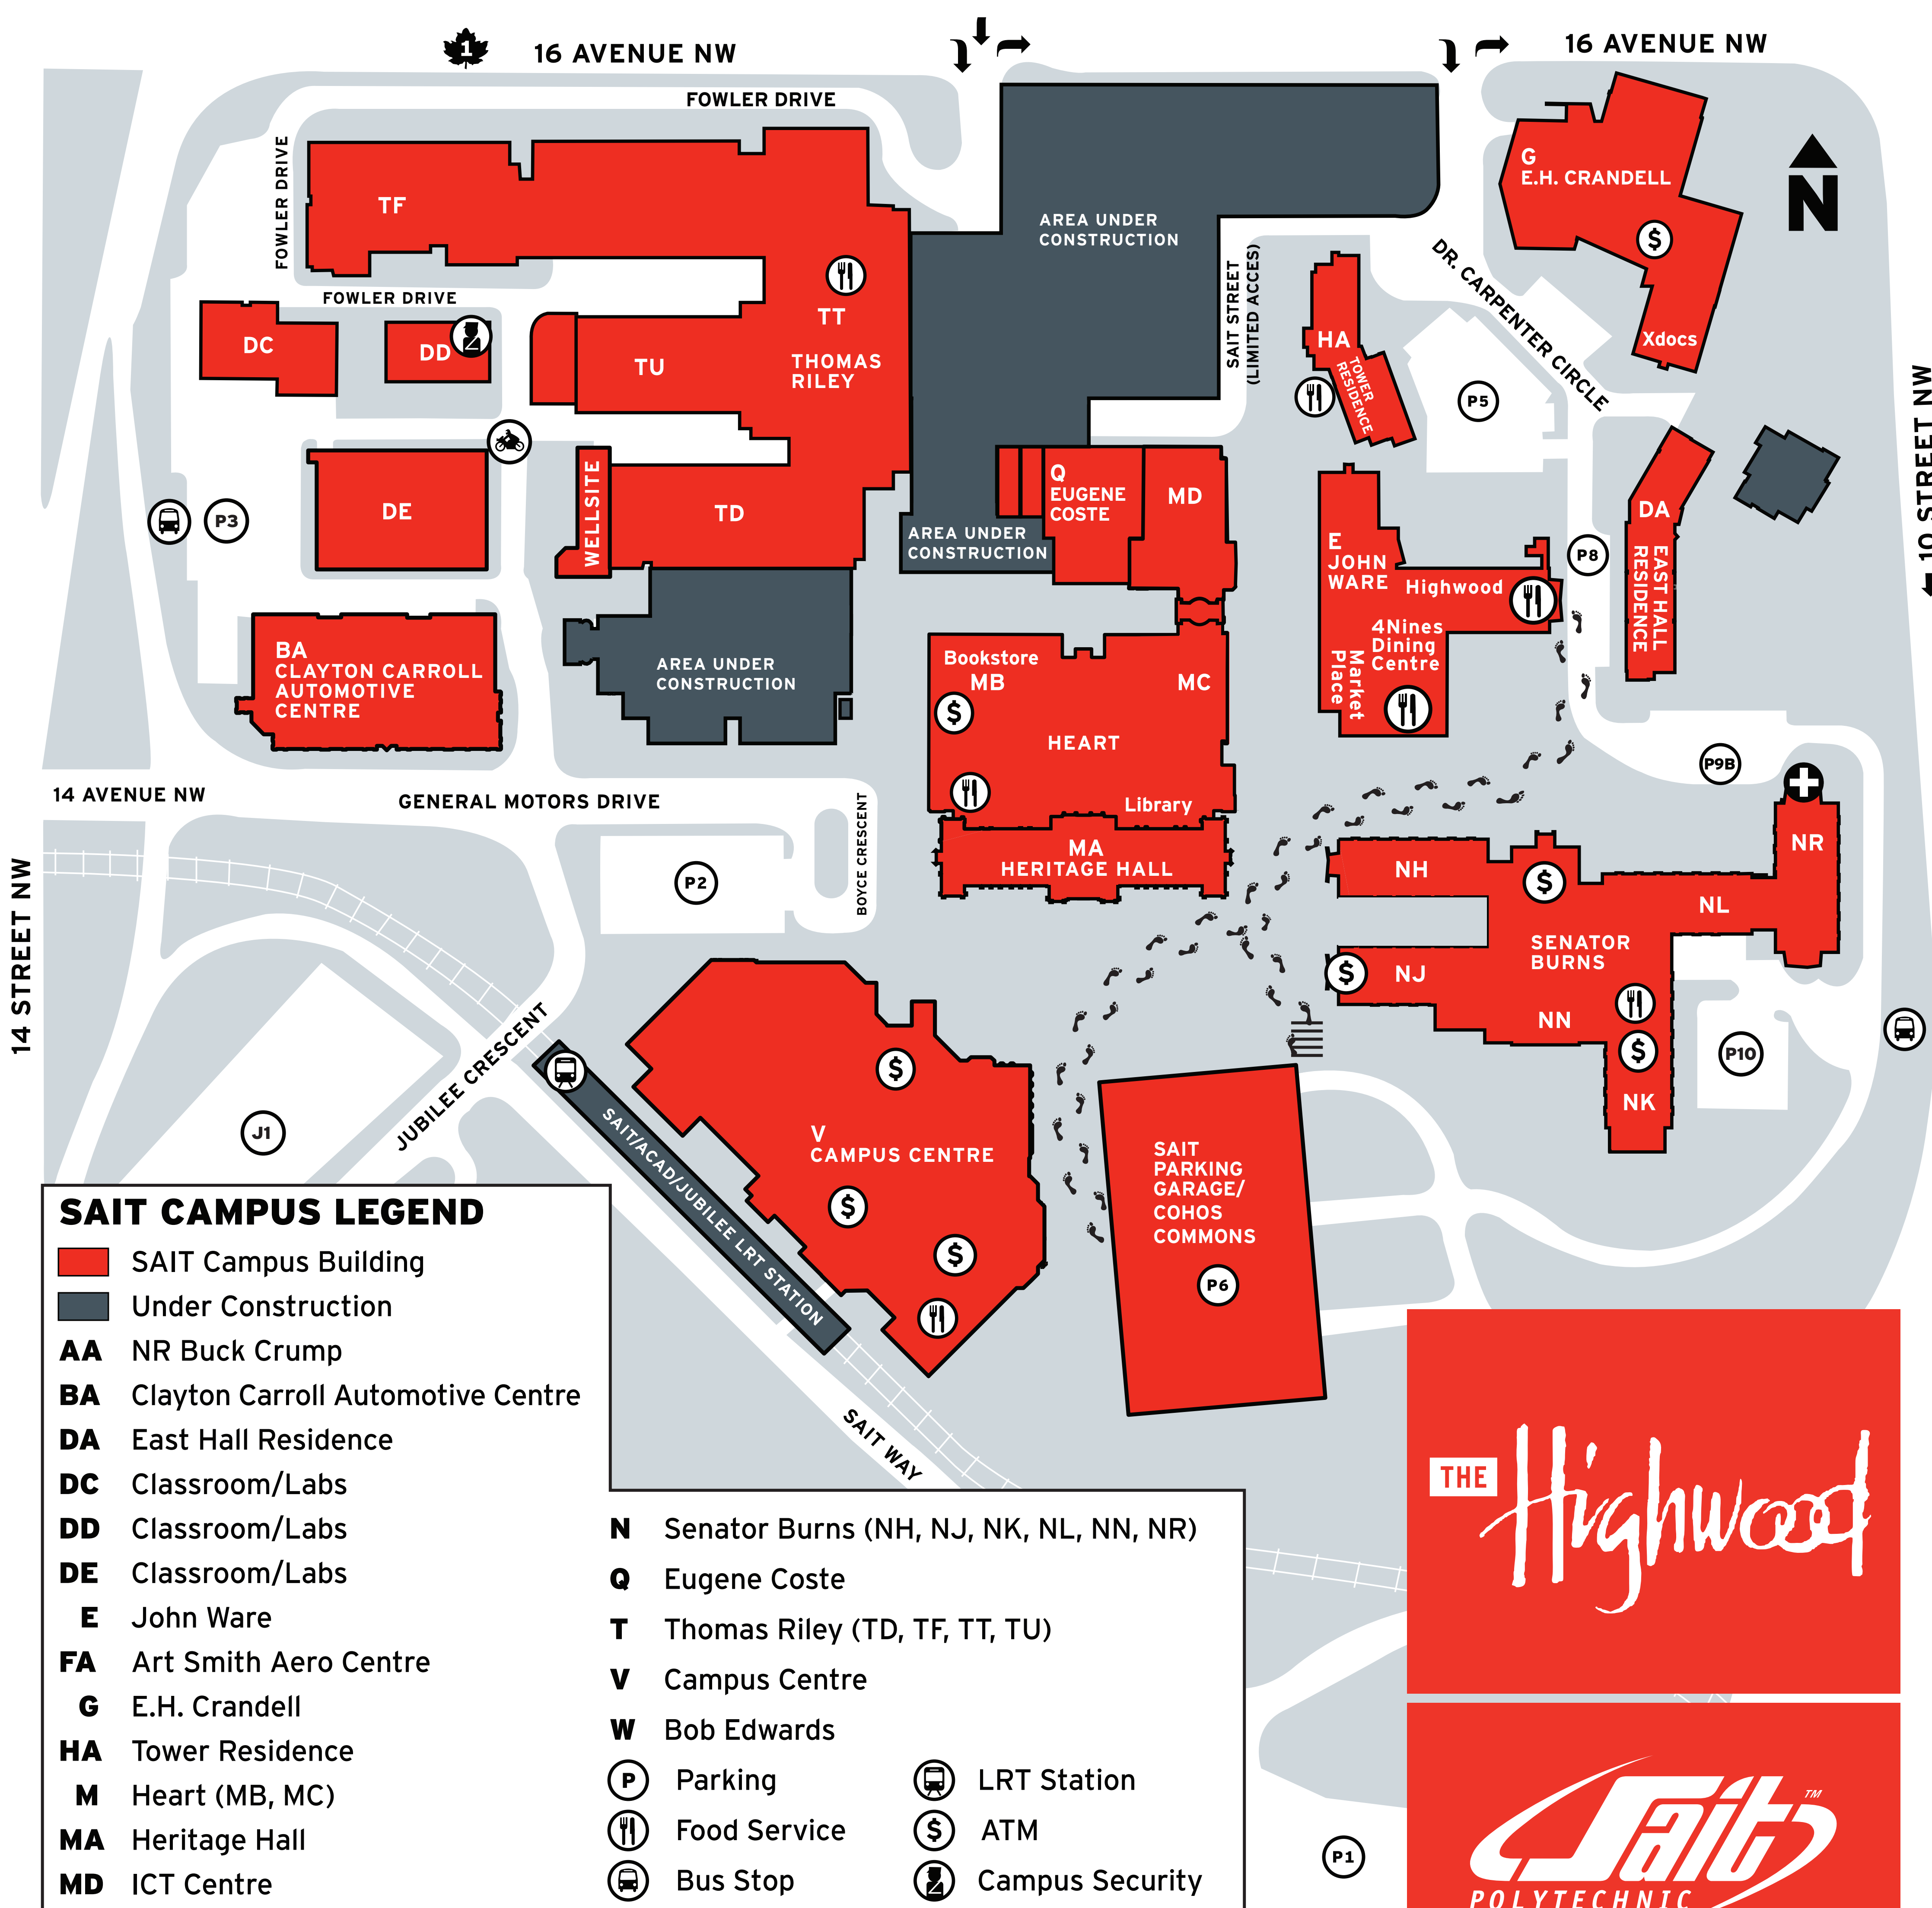 1
16 AVENUE NW
16 AVENUE NW
FOWLER DRIVE
FOWLER DRIVE
TF
FOWLER DRIVE
DC
DD
TU
TT
THOMAS
RILEY
AREA UNDER
CONSTRUCTION
SAIT STREET
(LIMITED ACCESS)
G
E.H. CRANDELL
$
Xdocs
N
DR. CARPENTER CIRCLE
HA
TOWER
RESIDENCE
P5
10 STREET NW
P3
DE
WELLSITE
TD
AREA UNDER
CONSTRUCTION
Q
EUGENE
COSTE
MD
E
JOHN
WARE
Highwood
4Nines
Dining
Centre
Market
Place
P8
DA
EAST HALL
RESIDENCE
BA
CLAYTON CARROLL
AUTOMOTIVE
CENTRE
AREA UNDER
CONSTRUCTION
Bookstore
MB
MC
$
HEART
Library
MA
HERITAGE HALL
P9B
14 AVENUE NW
GENERAL MOTORS DRIVE
BOYCE CRESCENT
P2
14 STREET NW
NH
$
NR
NL
SENATOR
BURNS
$
NJ
NN
$
NK
P10
JUBILEE CRESCENT
J1
SAIT/ACAD/JUBILEE LRT STATION
$
V
CAMPUS CENTRE
$
$
SAIT
PARKING
GARAGE/
COHOS
COMMONS
P6
SAIT WAY
SAIT CAMPUS LEGEND
SAIT Campus Building
Under Construction
AA NR Buck Crump
BA Clayton Carroll Automotive Centre
DA East Hall Residence
DC Classroom/Labs
DD Classroom/Labs
DE Classroom/Labs
E John Ware
FA Art Smith Aero Centre
G E.H. Crandell
HA Tower Residence
M Heart (MB, MC)
MA Heritage Hall
MD ICT Centre
N Senator Burns (NH, NJ, NK, NL, NN, NR)
Q Eugene Coste
T Thomas Riley (TD, TF, TT, TU)
V Campus Centre
W Bob Edwards
P Parking
Food Service
Bus Stop
LRT Station
$ ATM
Campus Security
P1
THE
Highwood
Sait TM
POLYTECHNIC